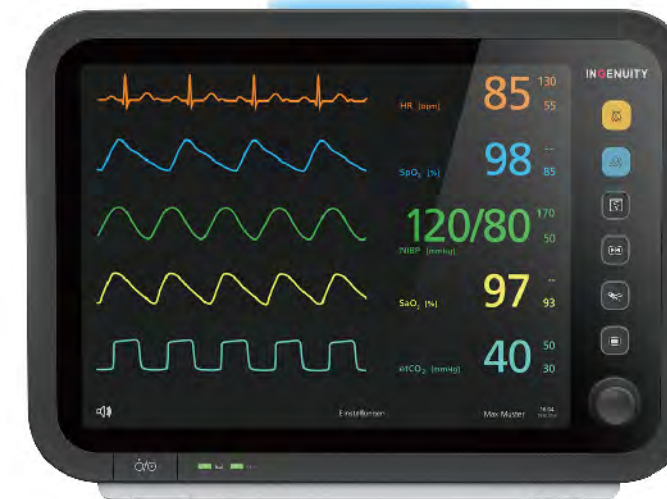 INGENUITY
HR [bpm] 85 130 55
SpO₂ [%] 98 -- 85
NIBP [mmHg] 120/80 170 50
SaO₂ [%] 97 -- 93
etCO₂ [mmHg] 40 50 30
Einstellungen Max Muster